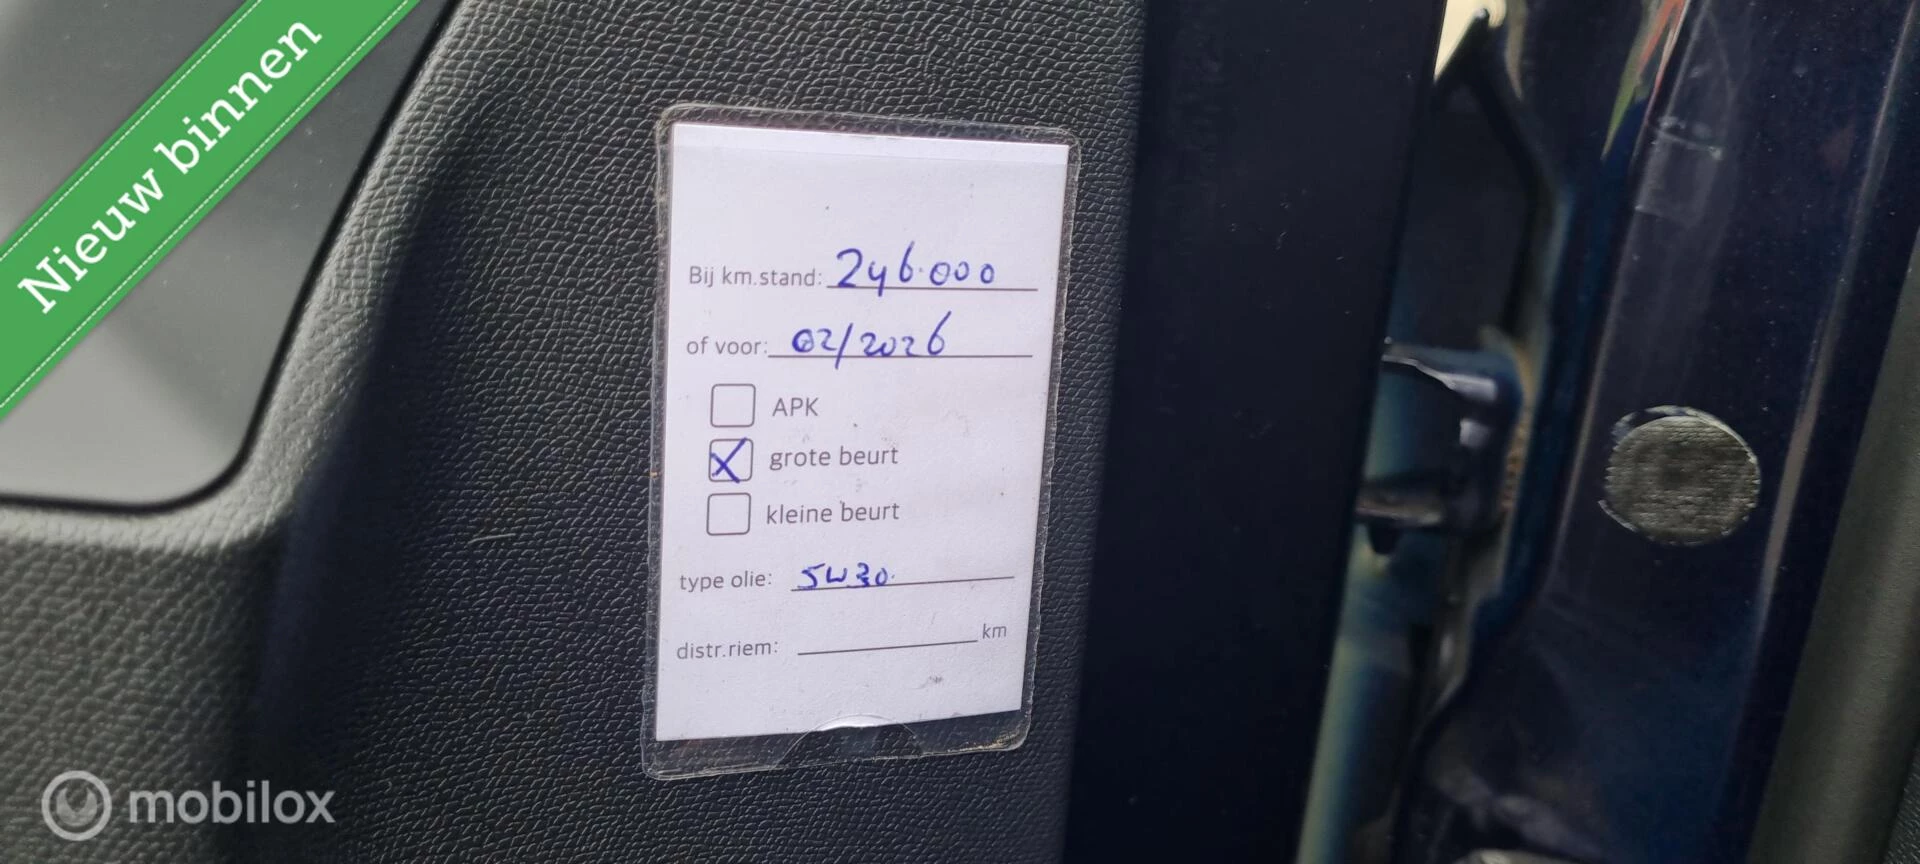 Nieuw binnen
Bij km.stand: 246.000
of voor: 02/2026
APK
X grote beurt
kleine beurt
type olie: 5W30.
distr.riem: km
mobilox